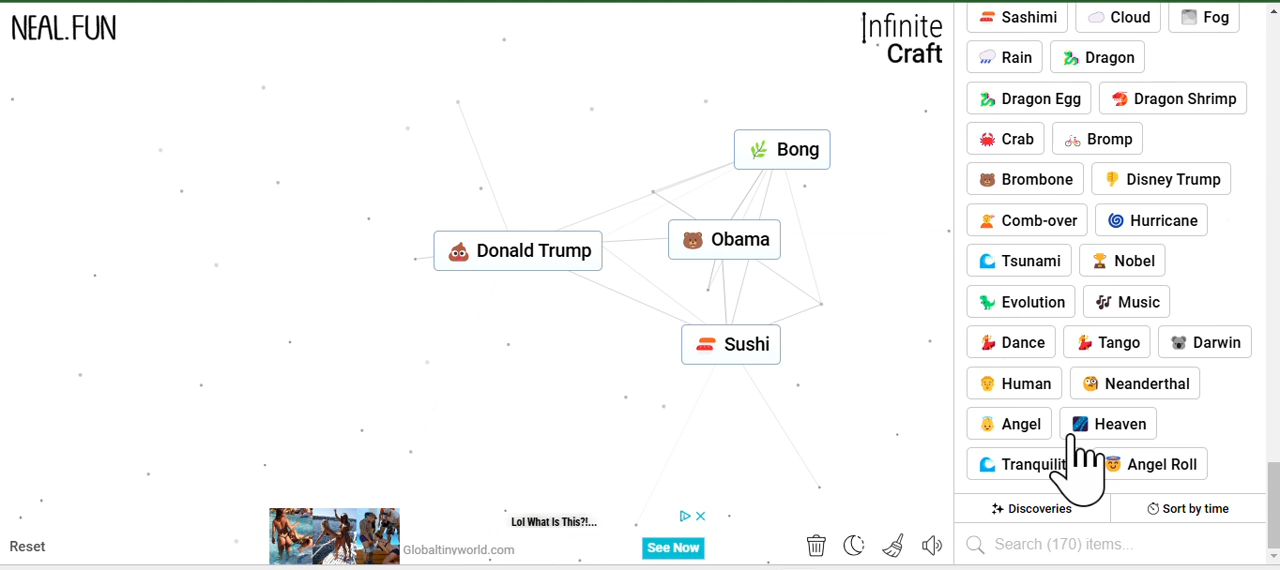 NEAL.FUN
Infinite
Craft
Bong
Obama
Donald Trump
Sushi
Sashimi
Cloud
Fog
Rain
Dragon
Dragon Egg
Dragon Shrimp
Crab
Bromp
Brombone
Disney Trump
Comb-over
Hurricane
Tsunami
Nobel
Evolution
Music
Dance
Tango
Darwin
Human
Neanderthal
Angel
Heaven
Tranquilit
Angel Roll
Discoveries
Sort by time
Search (170) items...
Reset
Lol What Is This?!...
Globaltinyworld.com
See Now